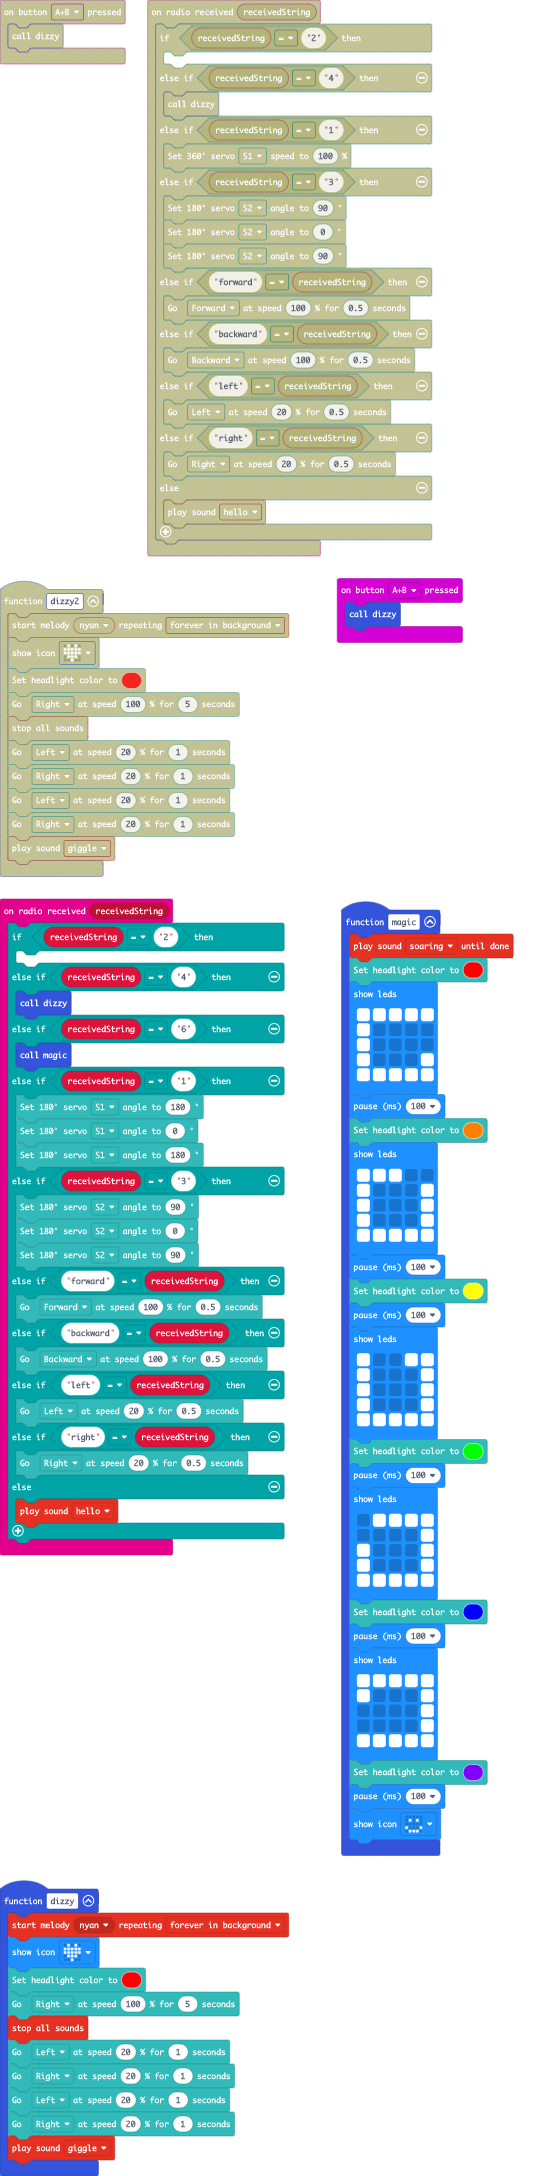 on button A+B pressed
call dizzy
on radio received receivedString
if receivedString = "2" then
else if receivedString = "4" then
call dizzy
else if receivedString = "1" then
Set 360° servo S1 speed to 100 %
else if receivedString = "3" then
Set 180° servo S2 angle to 90 °
Set 180° servo S2 angle to 0 °
Set 180° servo S2 angle to 90 °
else if "forward" = receivedString then
Go Forward at speed 100 % for 0.5 seconds
else if "backward" = receivedString then
Go Backward at speed 100 % for 0.5 seconds
else if "left" = receivedString then
Go Left at speed 20 % for 0.5 seconds
else if "right" = receivedString then
Go Right at speed 20 % for 0.5 seconds
else
play sound hello
function dizzy2
start melody nyan repeating forever in background
show icon
Set headlight color to
Go Right at speed 100 % for 5 seconds
stop all sounds
Go Left at speed 20 % for 1 seconds
Go Right at speed 20 % for 1 seconds
Go Left at speed 20 % for 1 seconds
Go Right at speed 20 % for 1 seconds
play sound giggle
on button A+B pressed
call dizzy
on radio received receivedString
if receivedString = "2" then
else if receivedString = "4" then
call dizzy
else if receivedString = "6" then
call magic
else if receivedString = "1" then
Set 180° servo S1 angle to 180 °
Set 180° servo S1 angle to 0 °
Set 180° servo S1 angle to 180 °
else if receivedString = "3" then
Set 180° servo S2 angle to 90 °
Set 180° servo S2 angle to 0 °
Set 180° servo S2 angle to 90 °
else if "forward" = receivedString then
Go Forward at speed 100 % for 0.5 seconds
else if "backward" = receivedString then
Go Backward at speed 100 % for 0.5 seconds
else if "left" = receivedString then
Go Left at speed 20 % for 0.5 seconds
else if "right" = receivedString then
Go Right at speed 20 % for 0.5 seconds
else
play sound hello
function magic
play sound soaring until done
Set headlight color to
show leds
pause (ms) 100
Set headlight color to
show leds
pause (ms) 100
Set headlight color to
pause (ms) 100
show leds
Set headlight color to
pause (ms) 100
show leds
Set headlight color to
pause (ms) 100
show leds
Set headlight color to
pause (ms) 100
show icon
function dizzy
start melody nyan repeating forever in background
show icon
Set headlight color to
Go Right at speed 100 % for 5 seconds
stop all sounds
Go Left at speed 20 % for 1 seconds
Go Right at speed 20 % for 1 seconds
Go Left at speed 20 % for 1 seconds
Go Right at speed 20 % for 1 seconds
play sound giggle